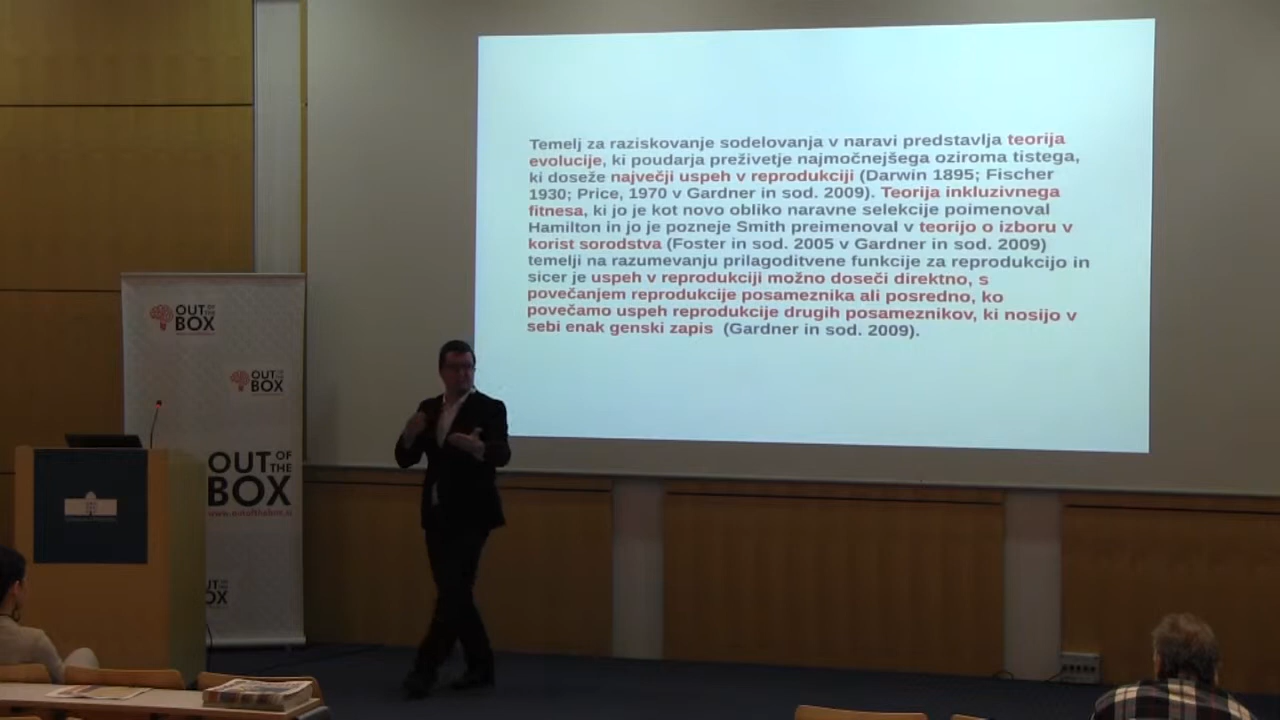 Temelj za raziskovanje sodelovanja v naravi predstavlja teorija
evolucije, ki poudarja preživetje najmočnejšega oziroma tistega,
ki doseže največji uspeh v reprodukciji (Darwin 1895; Fischer
1930; Price, 1970 v Gardner in sod. 2009). Teorija inkluzivnega
fitnesa, ki jo je kot novo obliko naravne selekcije poimenoval
Hamilton in jo je pozneje Smith preimenoval v teorijo o izboru v
korist sorodstva (Foster in sod. 2005 v Gardner in sod. 2009)
temelji na razumevanju prilagoditvene funkcije za reprodukcijo in
sicer je uspeh v reprodukciji možno doseči direktno, s
povečanjem reprodukcije posameznika ali posredno, ko
povečamo uspeh reprodukcije drugih posameznikov, ki nosijo v
sebi enak genski zapis (Gardner in sod. 2009).
OUT OF THE BOX
OUT OF THE BOX
OUT OF THE
BOX